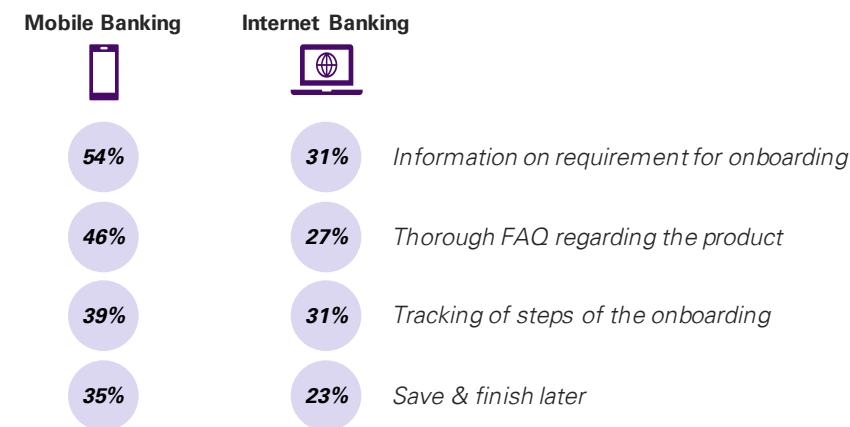 Mobile Banking Internet Banking
54% 31% Information on requirement for onboarding
46% 27% Thorough FAQ regarding the product
39% 31% Tracking of steps of the onboarding
35% 23% Save & finish later